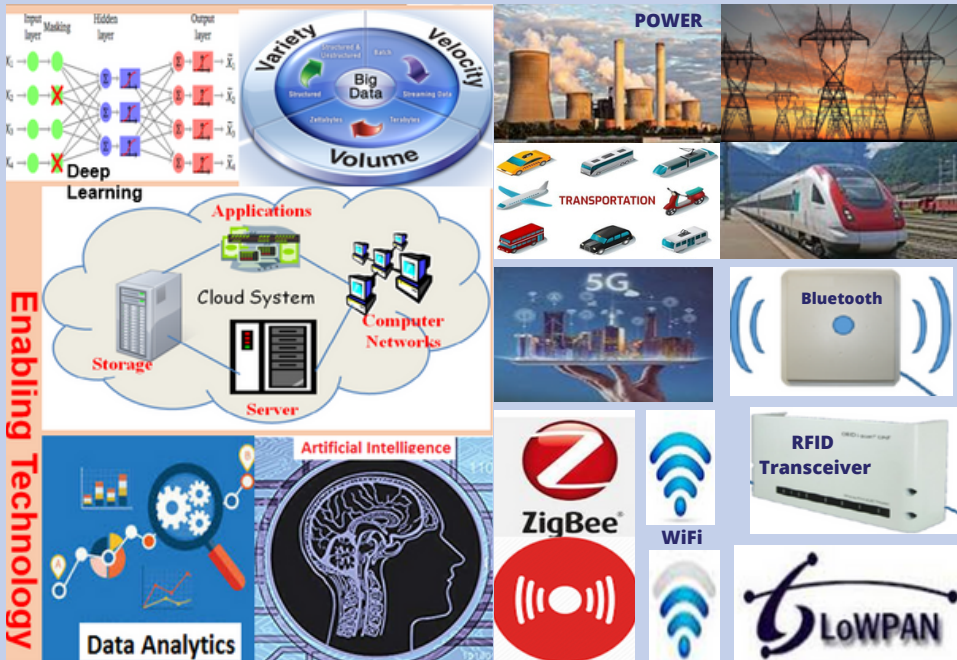 Input
layer
Masking
Hidden
layer
Output
layer
Deep
Learning
Variety
Velocity
Volume
Structured &
Unstructured
Batch
Structured
Big
Data
Streaming Data
Zettabytes
Terabytes
POWER
TRANSPORTATION
Enabling Technology
Applications
Cloud System
Storage
Computer
Networks
Server
5G
Bluetooth
Artificial Intelligence
Data Analytics
A
B
ZigBee®
WiFi
RFID
Transceiver
6LoWPAN